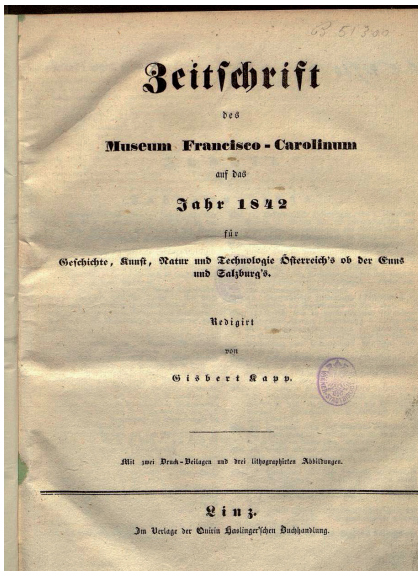 Zeitschrift
des
Museum Francisco-Carolinum
auf das
Jahr 1842
für
Geschichte, Kunst, Natur und Technologie Österreich's ob der Enns
und Salzburg's.
Redigirt
von
Gisbert Kapp.
Mit zwei Druck-Beilagen und drei lithographirten Abbildungen.
Linz.
Im Verlage der Quirin Haslinger'schen Buchhandlung.